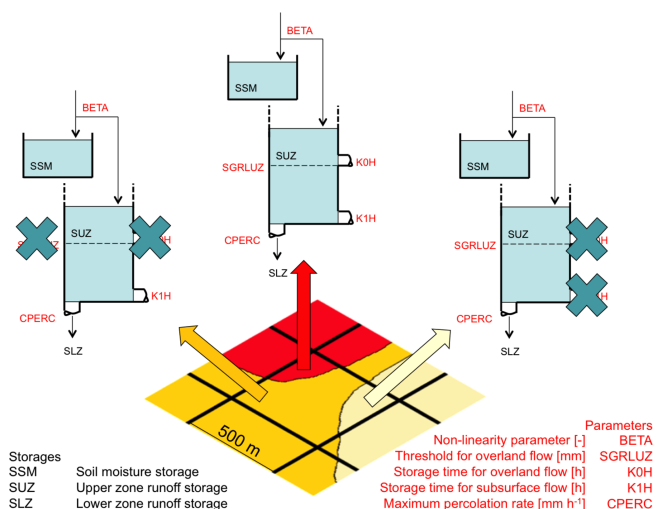 BETA
SSM
SUZ
SGRLUZ
K0H
K1H
CPERC
SLZ
BETA
SSM
SUZ
K1H
CPERC
SLZ
BETA
SSM
SUZ
SGRLUZ
CPERC
SLZ
500 m
Storages
SSM Soil moisture storage
SUZ Upper zone runoff storage
SLZ Lower zone runoff storage
Parameters
Non-linearity parameter [-] BETA
Threshold for overland flow [mm] SGRLUZ
Storage time for overland flow [h] K0H
Storage time for subsurface flow [h] K1H
Maximum percolation rate [mm h⁻¹] CPERC